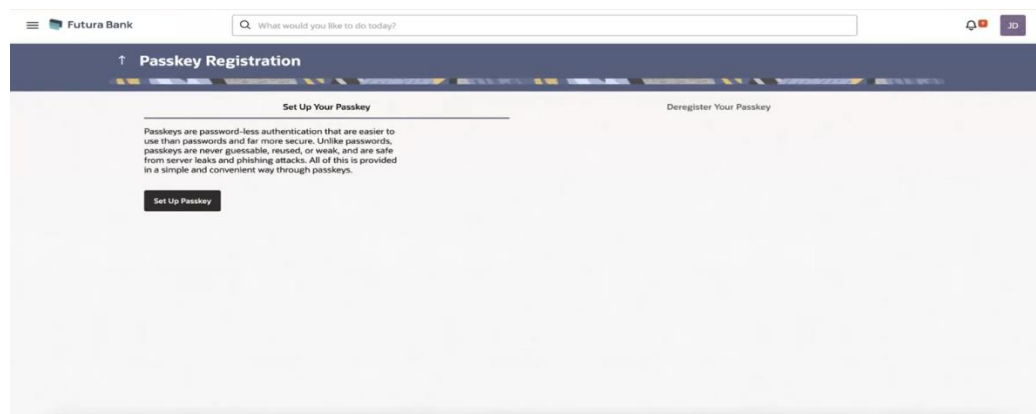 Futura Bank
What would you like to do today?
JD
Passkey Registration
Set Up Your Passkey
Deregister Your Passkey
Passkeys are password-less authentication that are easier to
use than passwords and far more secure. Unlike passwords,
passkeys are never guessable, reused, or weak, and are safe
from server leaks and phishing attacks. All of this is provided
in a simple and convenient way through passkeys.
Set Up Passkey